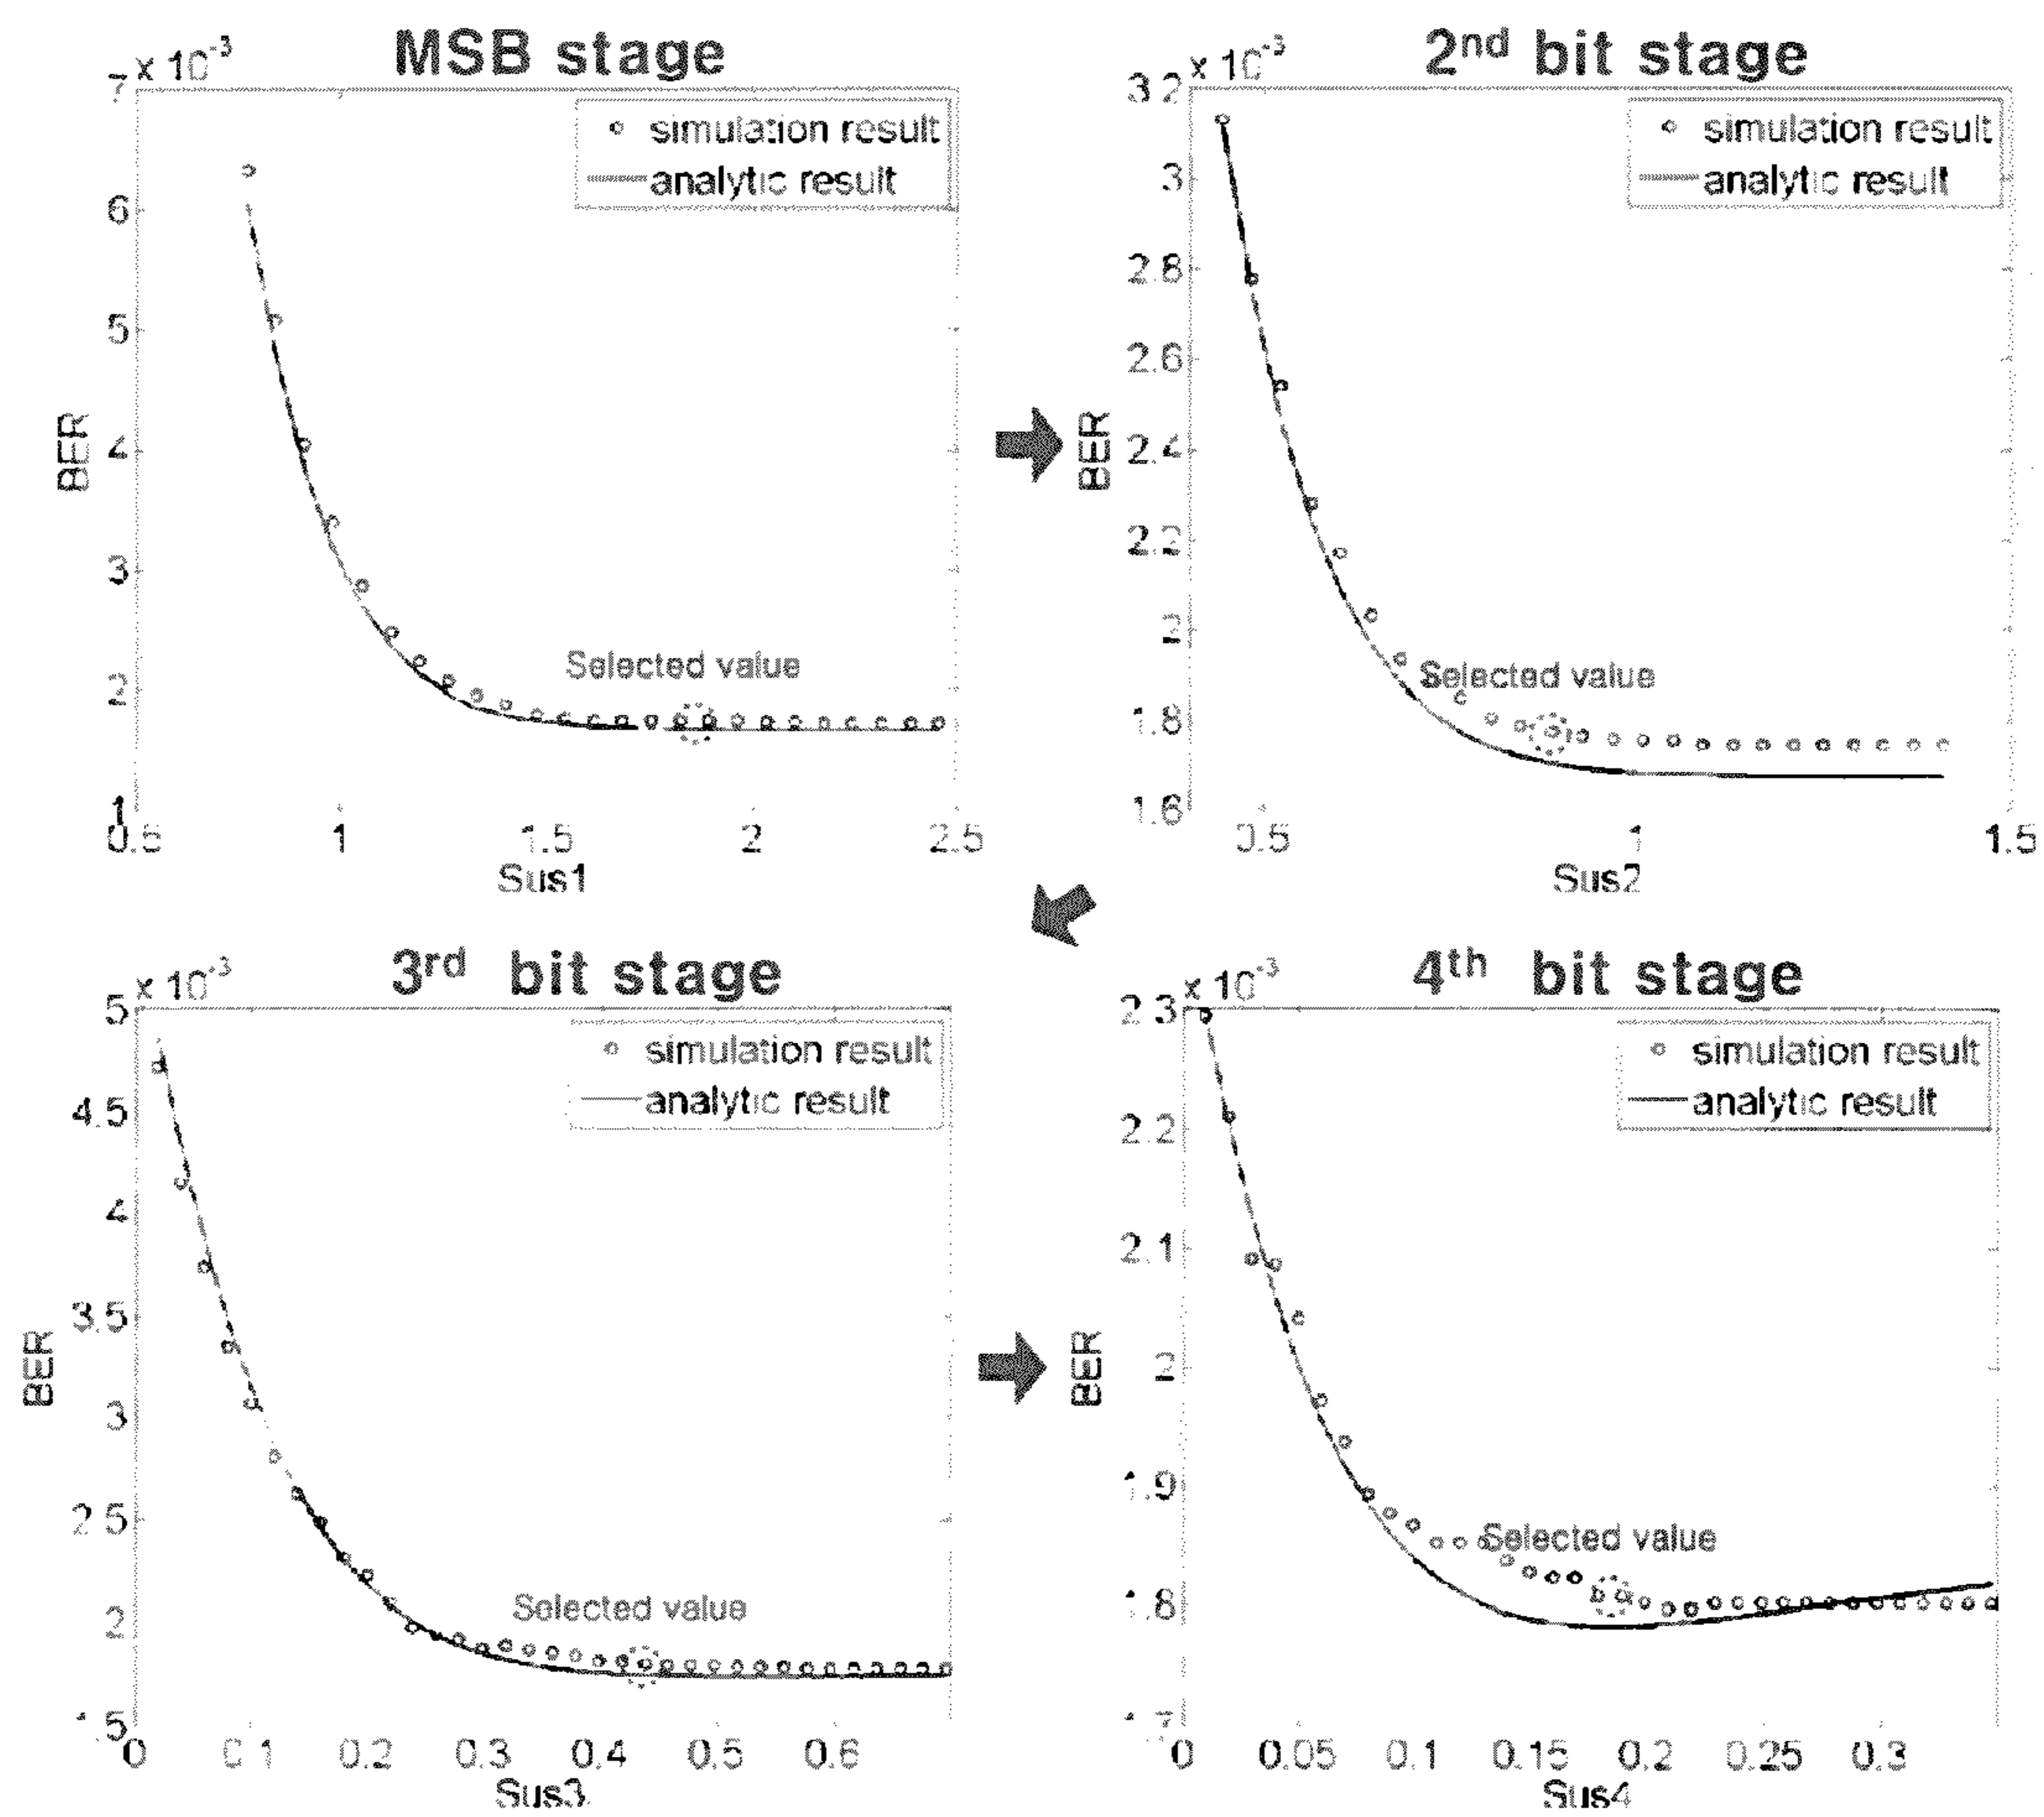 MSB stage
× 10⁻³
7
6
5
4
3
2
1
0.5 1 1.5 2 2.5
BER
Sus1
simulation result
analytic result
Selected value
2nd bit stage
× 10⁻³
3.2
3
2.8
2.6
2.4
2.2
2
1.8
1.6
0.5 1 1.5
BER
Sus2
simulation result
analytic result
Selected value
3rd bit stage
× 10⁻³
5
4.5
4
3.5
3
2.5
2
1.5
0 0.1 0.2 0.3 0.4 0.5 0.6
BER
Sus3
simulation result
analytic result
Selected value
4th bit stage
× 10⁻³
2.3
2.2
2.1
2
1.9
1.8
1.7
0 0.05 0.1 0.15 0.2 0.25 0.3
BER
Sus4
simulation result
analytic result
Selected value